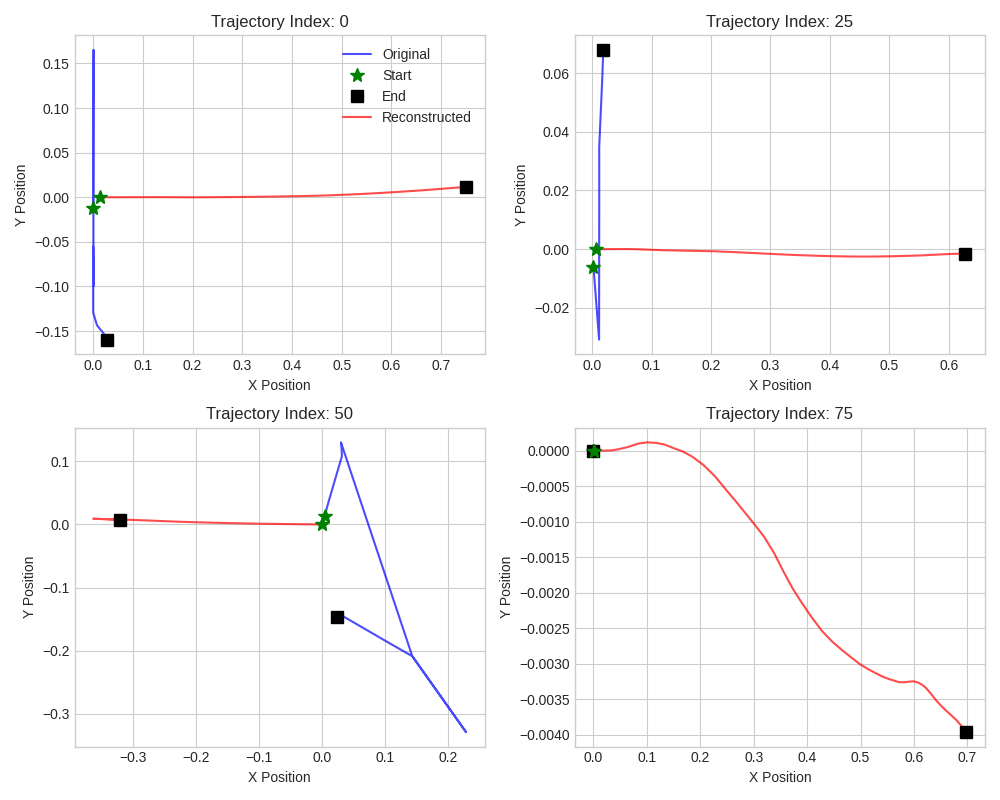 Trajectory Index: 0
Y Position
0.15
0.10
0.05
0.00
−0.05
−0.10
−0.15
Original
Start
End
Reconstructed
0.0 0.1 0.2 0.3 0.4 0.5 0.6 0.7
X Position
Trajectory Index: 25
Y Position
0.06
0.04
0.02
0.00
−0.02
0.0 0.1 0.2 0.3 0.4 0.5 0.6
X Position
Trajectory Index: 50
Y Position
0.1
0.0
−0.1
−0.2
−0.3
−0.3 −0.2 −0.1 0.0 0.1 0.2
X Position
Trajectory Index: 75
Y Position
0.0000
−0.0005
−0.0010
−0.0015
−0.0020
−0.0025
−0.0030
−0.0035
−0.0040
0.0 0.1 0.2 0.3 0.4 0.5 0.6 0.7
X Position